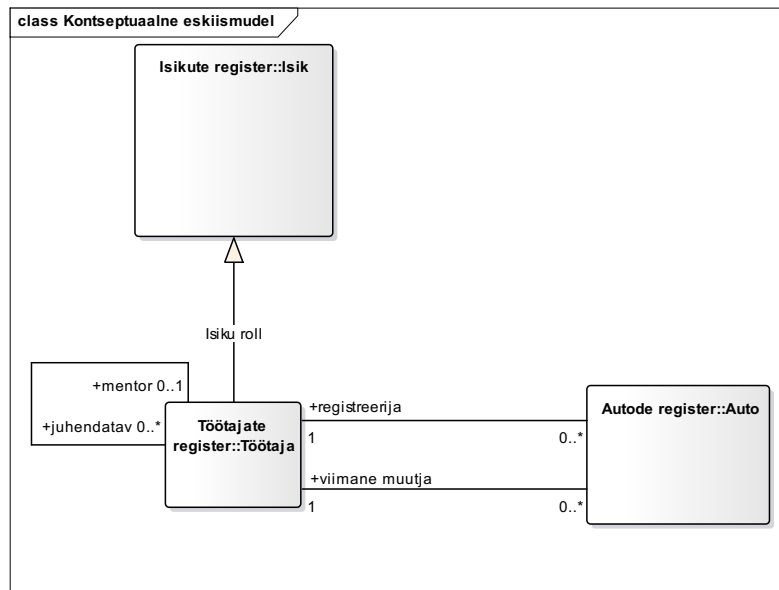 class Kontseptuaalne eskiismudel
Isikute register::Isik
Isiku roll
+mentor 0..1
+juhendatav 0..*
Töötajate
register::Töötaja
+registreerija
1
0..*
+viimane muutja
1
0..*
Autode register::Auto